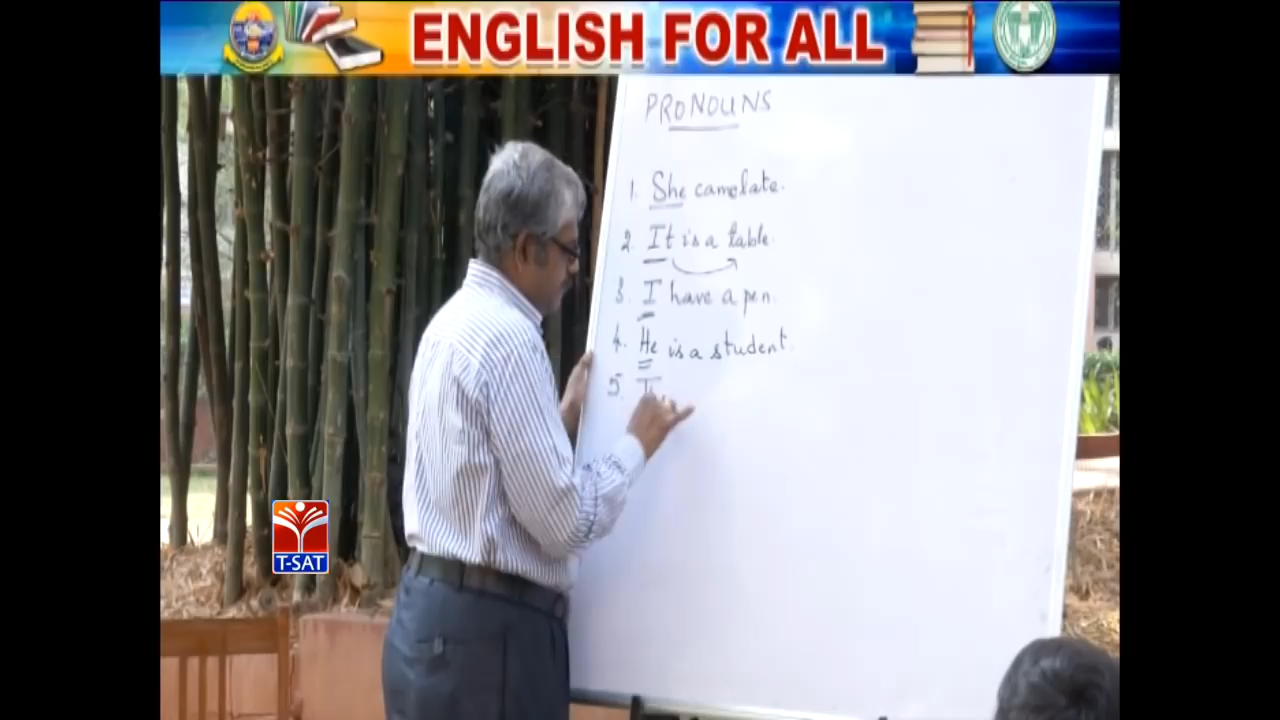 ENGLISH FOR ALL
PRONOUNS
1. She came late.
2. It is a table.
3. I have a pen.
4. He is a student.
5.
T-SAT